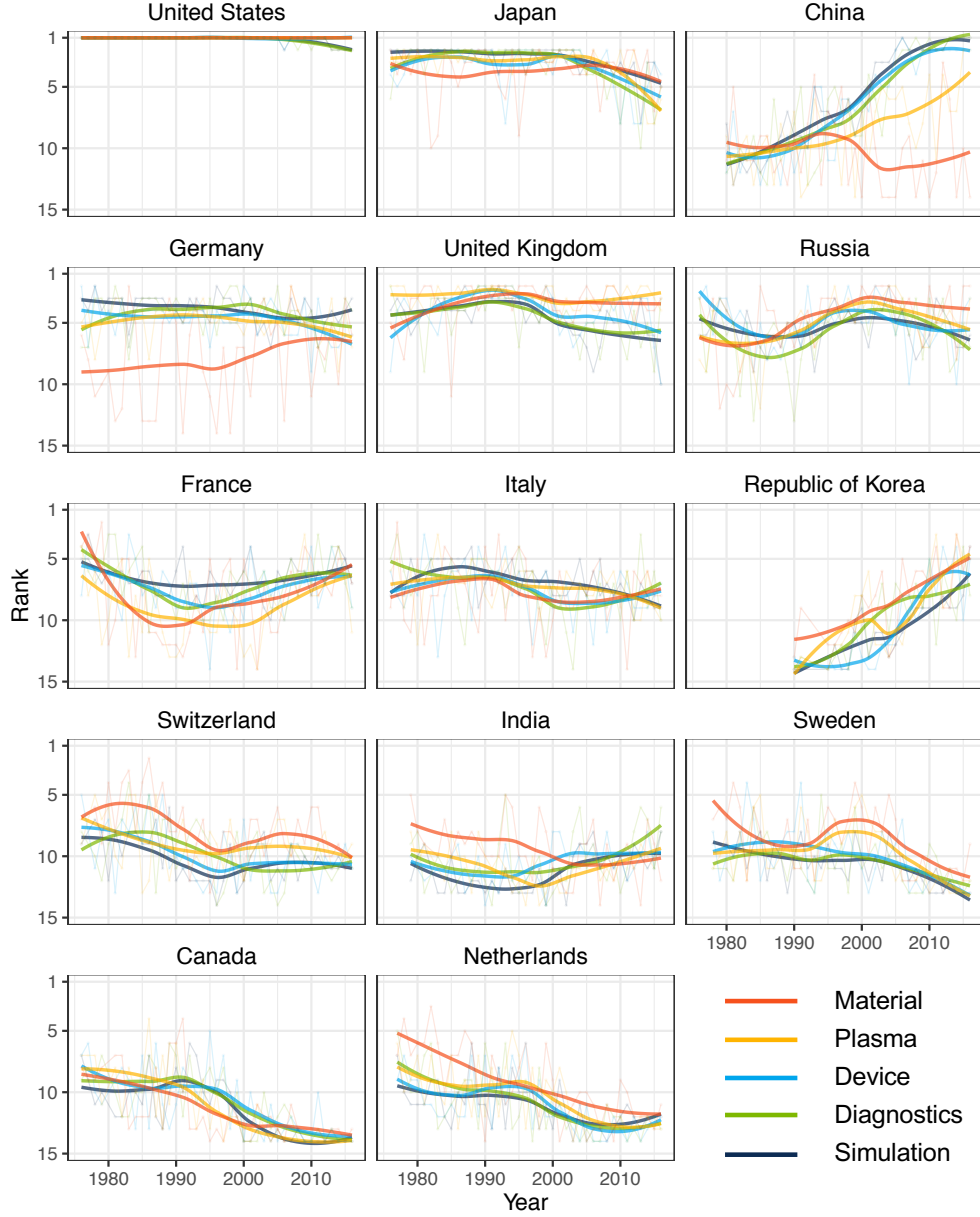 United States Japan China
1
5
10
15
Germany United Kingdom Russia
1
5
10
15
France Italy Republic of Korea
1
5
10
15
Rank
Switzerland India Sweden
1
5
10
15
1980 1990 2000 2010
Canada Netherlands
1
5
10
15
Material
Plasma
Device
Diagnostics
Simulation
1980 1990 2000 2010 1980 1990 2000 2010
Year